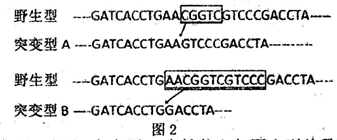 野生型 ---GATCACCTGAACGGTCGTCCCGACCTA-----
突变型 A ----GATCACCTGAAGTCCCGACCTA----
野生型 ---GATCACCTGAACGGTCGTCCCGACCTA-----
突变型 B ----GATCACCTGGACCTA----
图 2